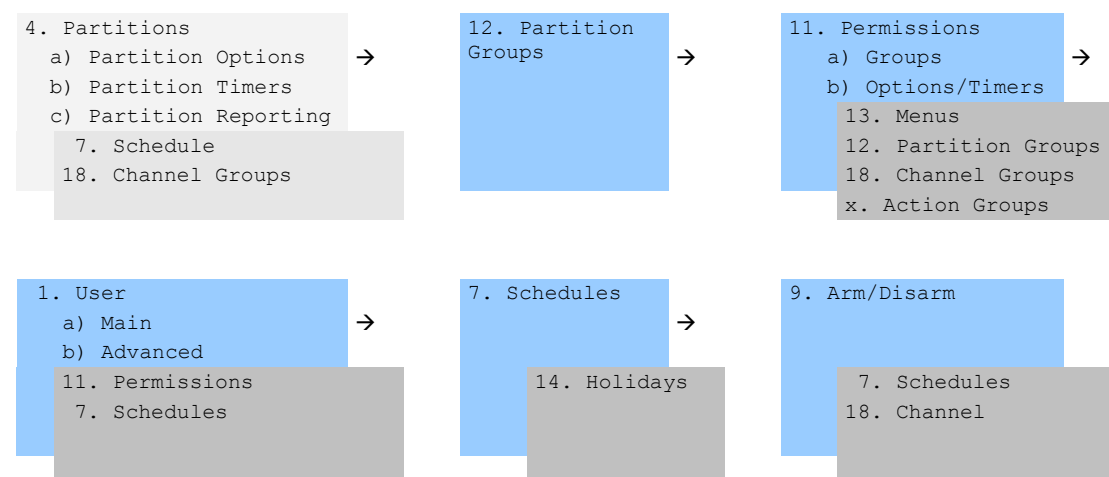 4. Partitions
a) Partition Options
b) Partition Timers
c) Partition Reporting
7. Schedule
18. Channel Groups
→
12. Partition
Groups
→
11. Permissions
a) Groups
b) Options/Timers
13. Menus
12. Partition Groups
18. Channel Groups
x. Action Groups
→
1. User
a) Main
b) Advanced
11. Permissions
7. Schedules
→
7. Schedules
14. Holidays
→
9. Arm/Disarm
7. Schedules
18. Channel